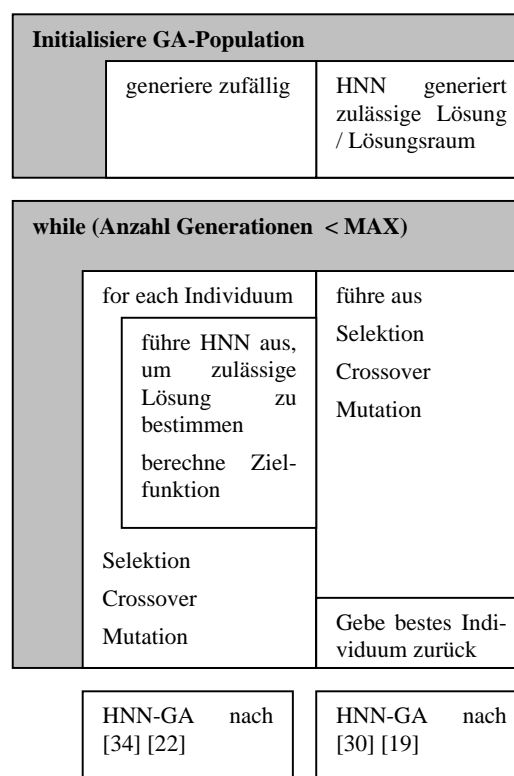 Initialisiere GA-Population
generiere zufällig
HNN generiert
zulässige Lösung
/ Lösungsraum
while (Anzahl Generationen < MAX)
for each Individuum
führe HNN aus,
um zulässige
Lösung zu
bestimmen
berechne Ziel-
funktion
Selektion
Crossover
Mutation
führe aus
Selektion
Crossover
Mutation
Gebe bestes Indi-
viduum zurück
HNN-GA nach
[34] [22]
HNN-GA nach
[30] [19]